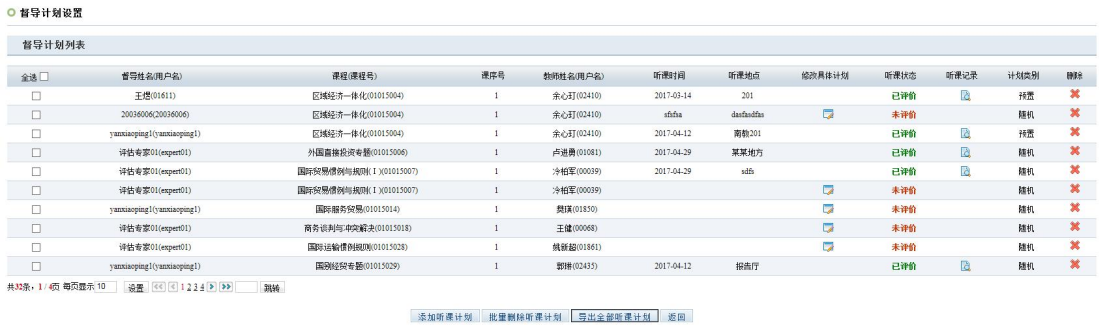 督导计划设置
督导计划列表
全选 督导姓名(用户名) 课程(课程号) 课序号 教师姓名(用户名) 听课时间 听课地点 修改具体计划 听课状态 听课记录 计划类别 删除
王煜(01611) 区域经济一体化(01015004) 1 余心玎(02410) 2017-03-14 201 已评价 预置
20036006(20036006) 区域经济一体化(01015004) 1 余心玎(02410) sfsfsa dasfasdfas 未评价 随机
yanxiaoping1(yanxiaoping1) 区域经济一体化(01015004) 1 余心玎(02410) 2017-04-12 南教201 已评价 预置
评估专家01(expert01) 外国直接投资专题(01015006) 1 卢进勇(01081) 2017-04-29 某某地方 已评价 随机
评估专家01(expert01) 国际贸易惯例与规则(Ⅰ)(01015007) 1 冷柏军(00039) 2017-04-29 sdfs 已评价 随机
评估专家01(expert01) 国际贸易惯例与规则(Ⅰ)(01015007) 1 冷柏军(00039) 未评价 随机
yanxiaoping1(yanxiaoping1) 国际服务贸易(01015014) 1 樊瑛(01850) 未评价 随机
评估专家01(expert01) 商务谈判与冲突解决(01015018) 1 王健(00068) 未评价 随机
评估专家01(expert01) 国际运输惯例规则(01015028) 1 姚新超(01861) 未评价 随机
yanxiaoping1(yanxiaoping1) 国别经贸专题(01015029) 1 (02435) 2017-04-12 报告厅 已评价 随机
共32条，1 / 4页 每页显示 10 设置 1 2 3 4 跳转
添加听课计划 批量删除听课计划 导出全部听课计划 返回